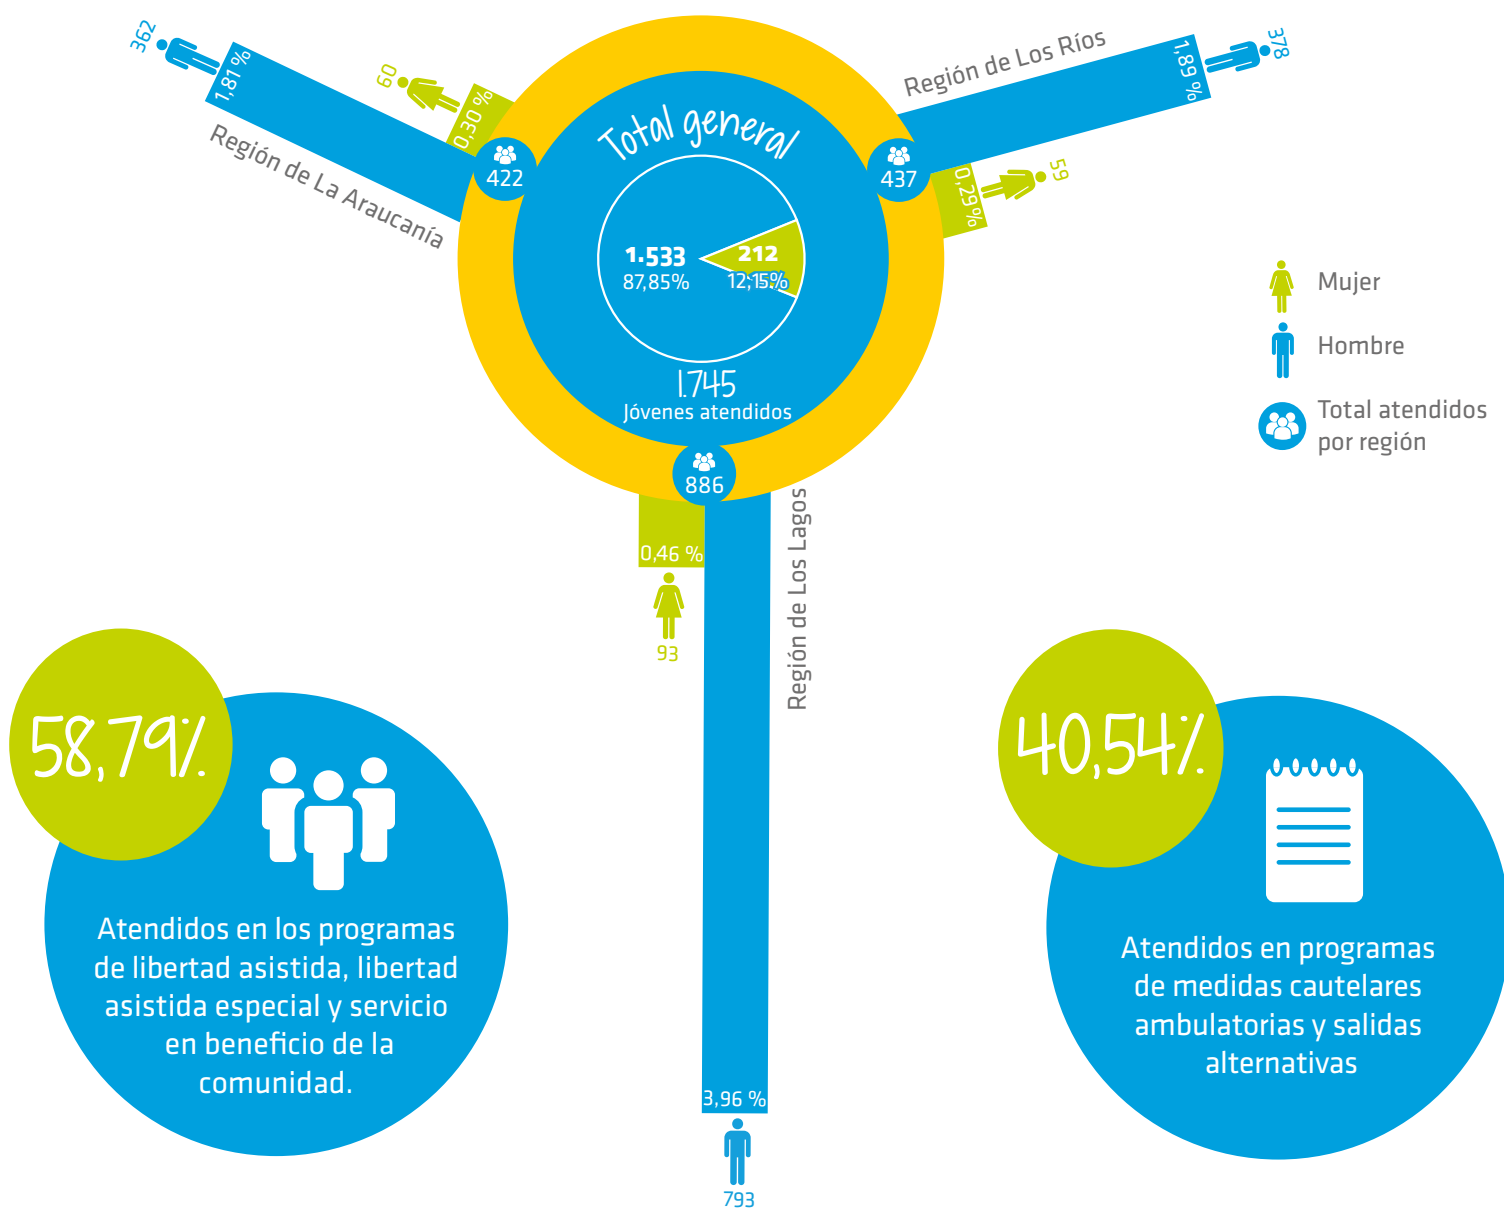 362
1,81 %
60
0,30 %
Región de La Araucanía
422
Total general
1.533
87,85%
212
12,15%
1.745
Jóvenes atendidos
437
Región de Los Ríos
1,89 %
378
0,29 %
59
Mujer
Hombre
Total atendidos
por región
886
0,46 %
93
Región de Los Lagos
3,96 %
793
58,79%
Atendidos en los programas
de libertad asistida, libertad
asistida especial y servicio
en beneficio de la
comunidad.
40,54%
Atendidos en programas
de medidas cautelares
ambulatorias y salidas
alternativas